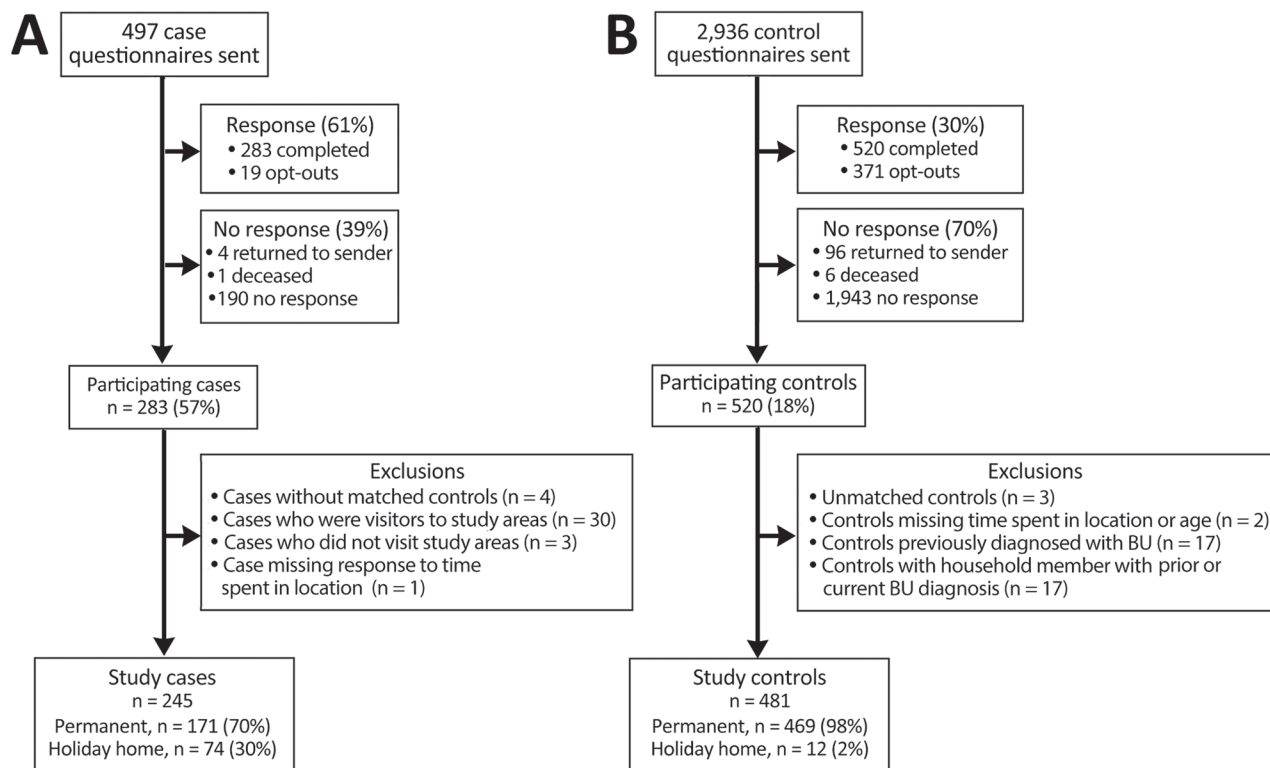 A
497 case
questionnaires sent
Response (61%)
• 283 completed
• 19 opt-outs
No response (39%)
• 4 returned to sender
• 1 deceased
• 190 no response
Participating cases
n = 283 (57%)
Exclusions
• Cases without matched controls (n = 4)
• Cases who were visitors to study areas (n = 30)
• Cases who did not visit study areas (n = 3)
• Case missing response to time
spent in location (n = 1)
Study cases
n = 245
Permanent, n = 171 (70%)
Holiday home, n = 74 (30%)
B
2,936 control
questionnaires sent
Response (30%)
• 520 completed
• 371 opt-outs
No response (70%)
• 96 returned to sender
• 6 deceased
• 1,943 no response
Participating controls
n = 520 (18%)
Exclusions
• Unmatched controls (n = 3)
• Controls missing time spent in location or age (n = 2)
• Controls previously diagnosed with BU (n = 17)
• Controls with household member with prior or
current BU diagnosis (n = 17)
Study controls
n = 481
Permanent, n = 469 (98%)
Holiday home, n = 12 (2%)